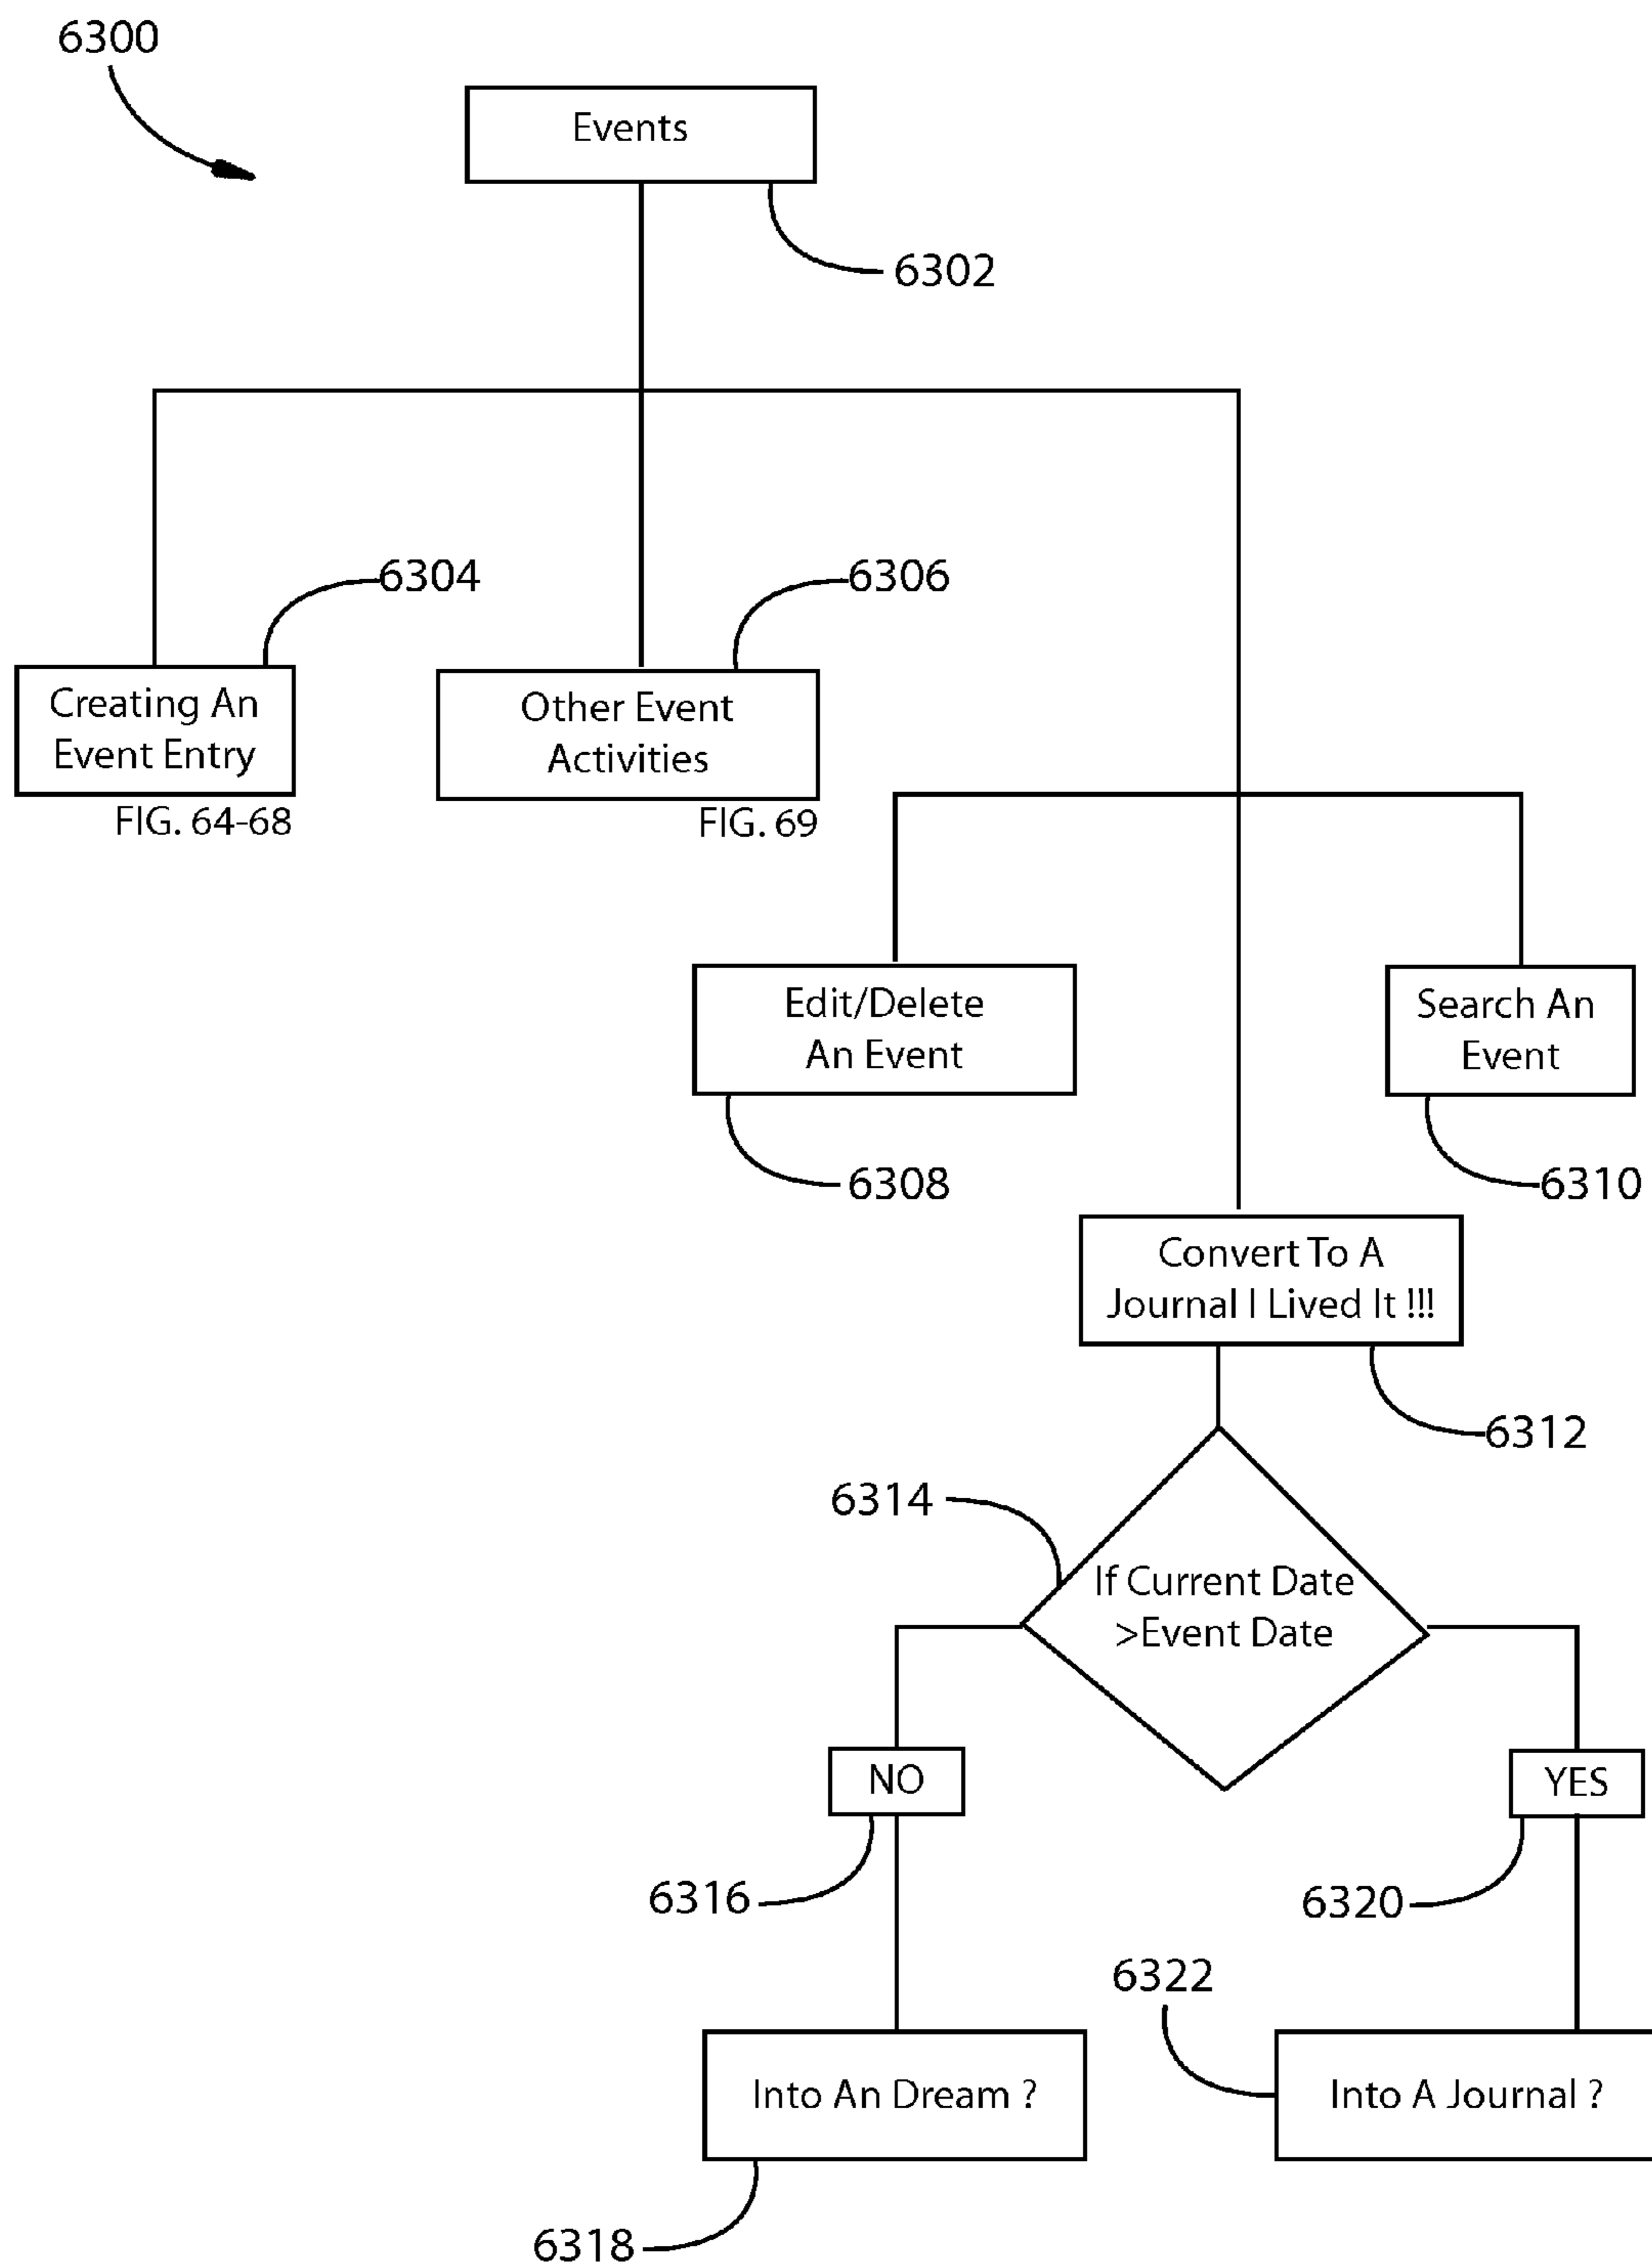 6300
Events
6302
6304
6306
Creating An
Event Entry
FIG. 64-68
Other Event
Activities
FIG. 69
Edit/Delete
An Event
Search An
Event
6308
6310
Convert To A
Journal I Lived It !!!
6312
6314
If Current Date
>Event Date
NO
YES
6316
6320
6322
Into An Dream ?
Into A Journal ?
6318